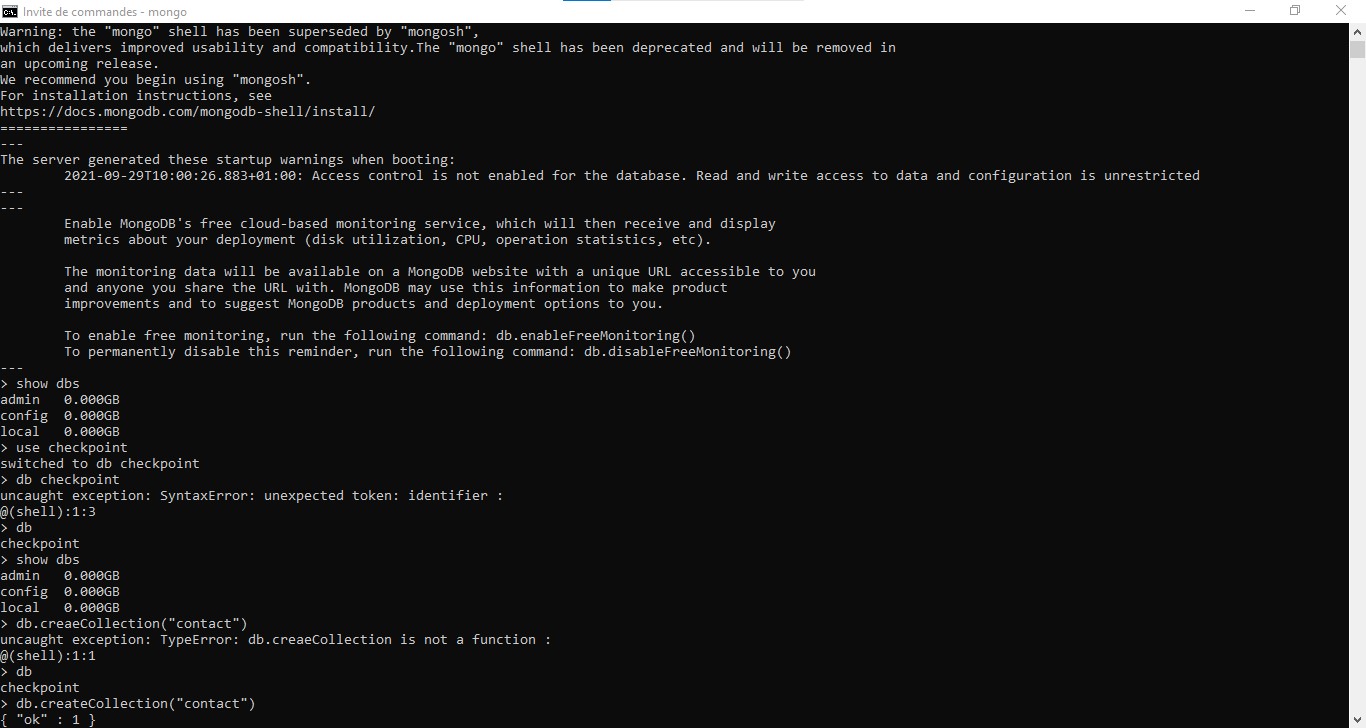 Invite de commandes - mongo
Warning: the "mongo" shell has been superseded by "mongosh",
which delivers improved usability and compatibility.The "mongo" shell has been deprecated and will be removed in
an upcoming release.
We recommend you begin using "mongosh".
For installation instructions, see
https://docs.mongodb.com/mongodb-shell/install/
================
---
The server generated these startup warnings when booting:
        2021-09-29T10:00:26.883+01:00: Access control is not enabled for the database. Read and write access to data and configuration is unrestricted
---
---
        Enable MongoDB's free cloud-based monitoring service, which will then receive and display
        metrics about your deployment (disk utilization, CPU, operation statistics, etc).

        The monitoring data will be available on a MongoDB website with a unique URL accessible to you
        and anyone you share the URL with. MongoDB may use this information to make product
        improvements and to suggest MongoDB products and deployment options to you.

        To enable free monitoring, run the following command: db.enableFreeMonitoring()
        To permanently disable this reminder, run the following command: db.disableFreeMonitoring()
---
> show dbs
admin   0.000GB
config  0.000GB
local   0.000GB
> use checkpoint
switched to db checkpoint
> db checkpoint
uncaught exception: SyntaxError: unexpected token: identifier :
@(shell):1:3
> db
checkpoint
> show dbs
admin   0.000GB
config  0.000GB
local   0.000GB
> db.creaeCollection("contact")
uncaught exception: TypeError: db.creaeCollection is not a function :
@(shell):1:1
> db
checkpoint
> db.createCollection("contact")
{ "ok" : 1 }